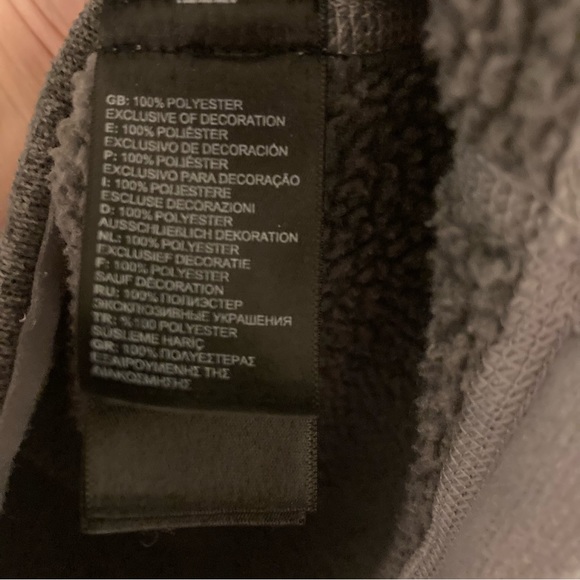 GB: 100% POLYESTER
EXCLUSIVE OF DECORATION
E: 100% POLIÉSTER
EXCLUSIVO DE DECORACIÓN
P: 100% POLIÉSTER
EXCLUSIVO PARA DECORAÇÃO
I: 100% POLIESTERE
ESCLUSE DECORAZIONI
D: 100% POLYESTER
AUSSCHLIEBLICH DEKORATION
NL: 100% POLYESTER
EXCLUSIEF DECORATIE
F: 100% POLYESTER
SAUF DÉCORATION
RU: 100% ПОЛИЭСТЕР
ЭКСКЛЮЗИВНЫЕ УКРАШЕНИЯ
TR: %100 POLYESTER
SÜSLEME HARİÇ
GR: 100% ΠΟΛΥΕΣΤΕΡΑΣ
ΕΞΑΙΡΟΥΜΕΝΗΣ ΤΗΣ
ΔΙΑΚΟΣΜΗΣΗΣ